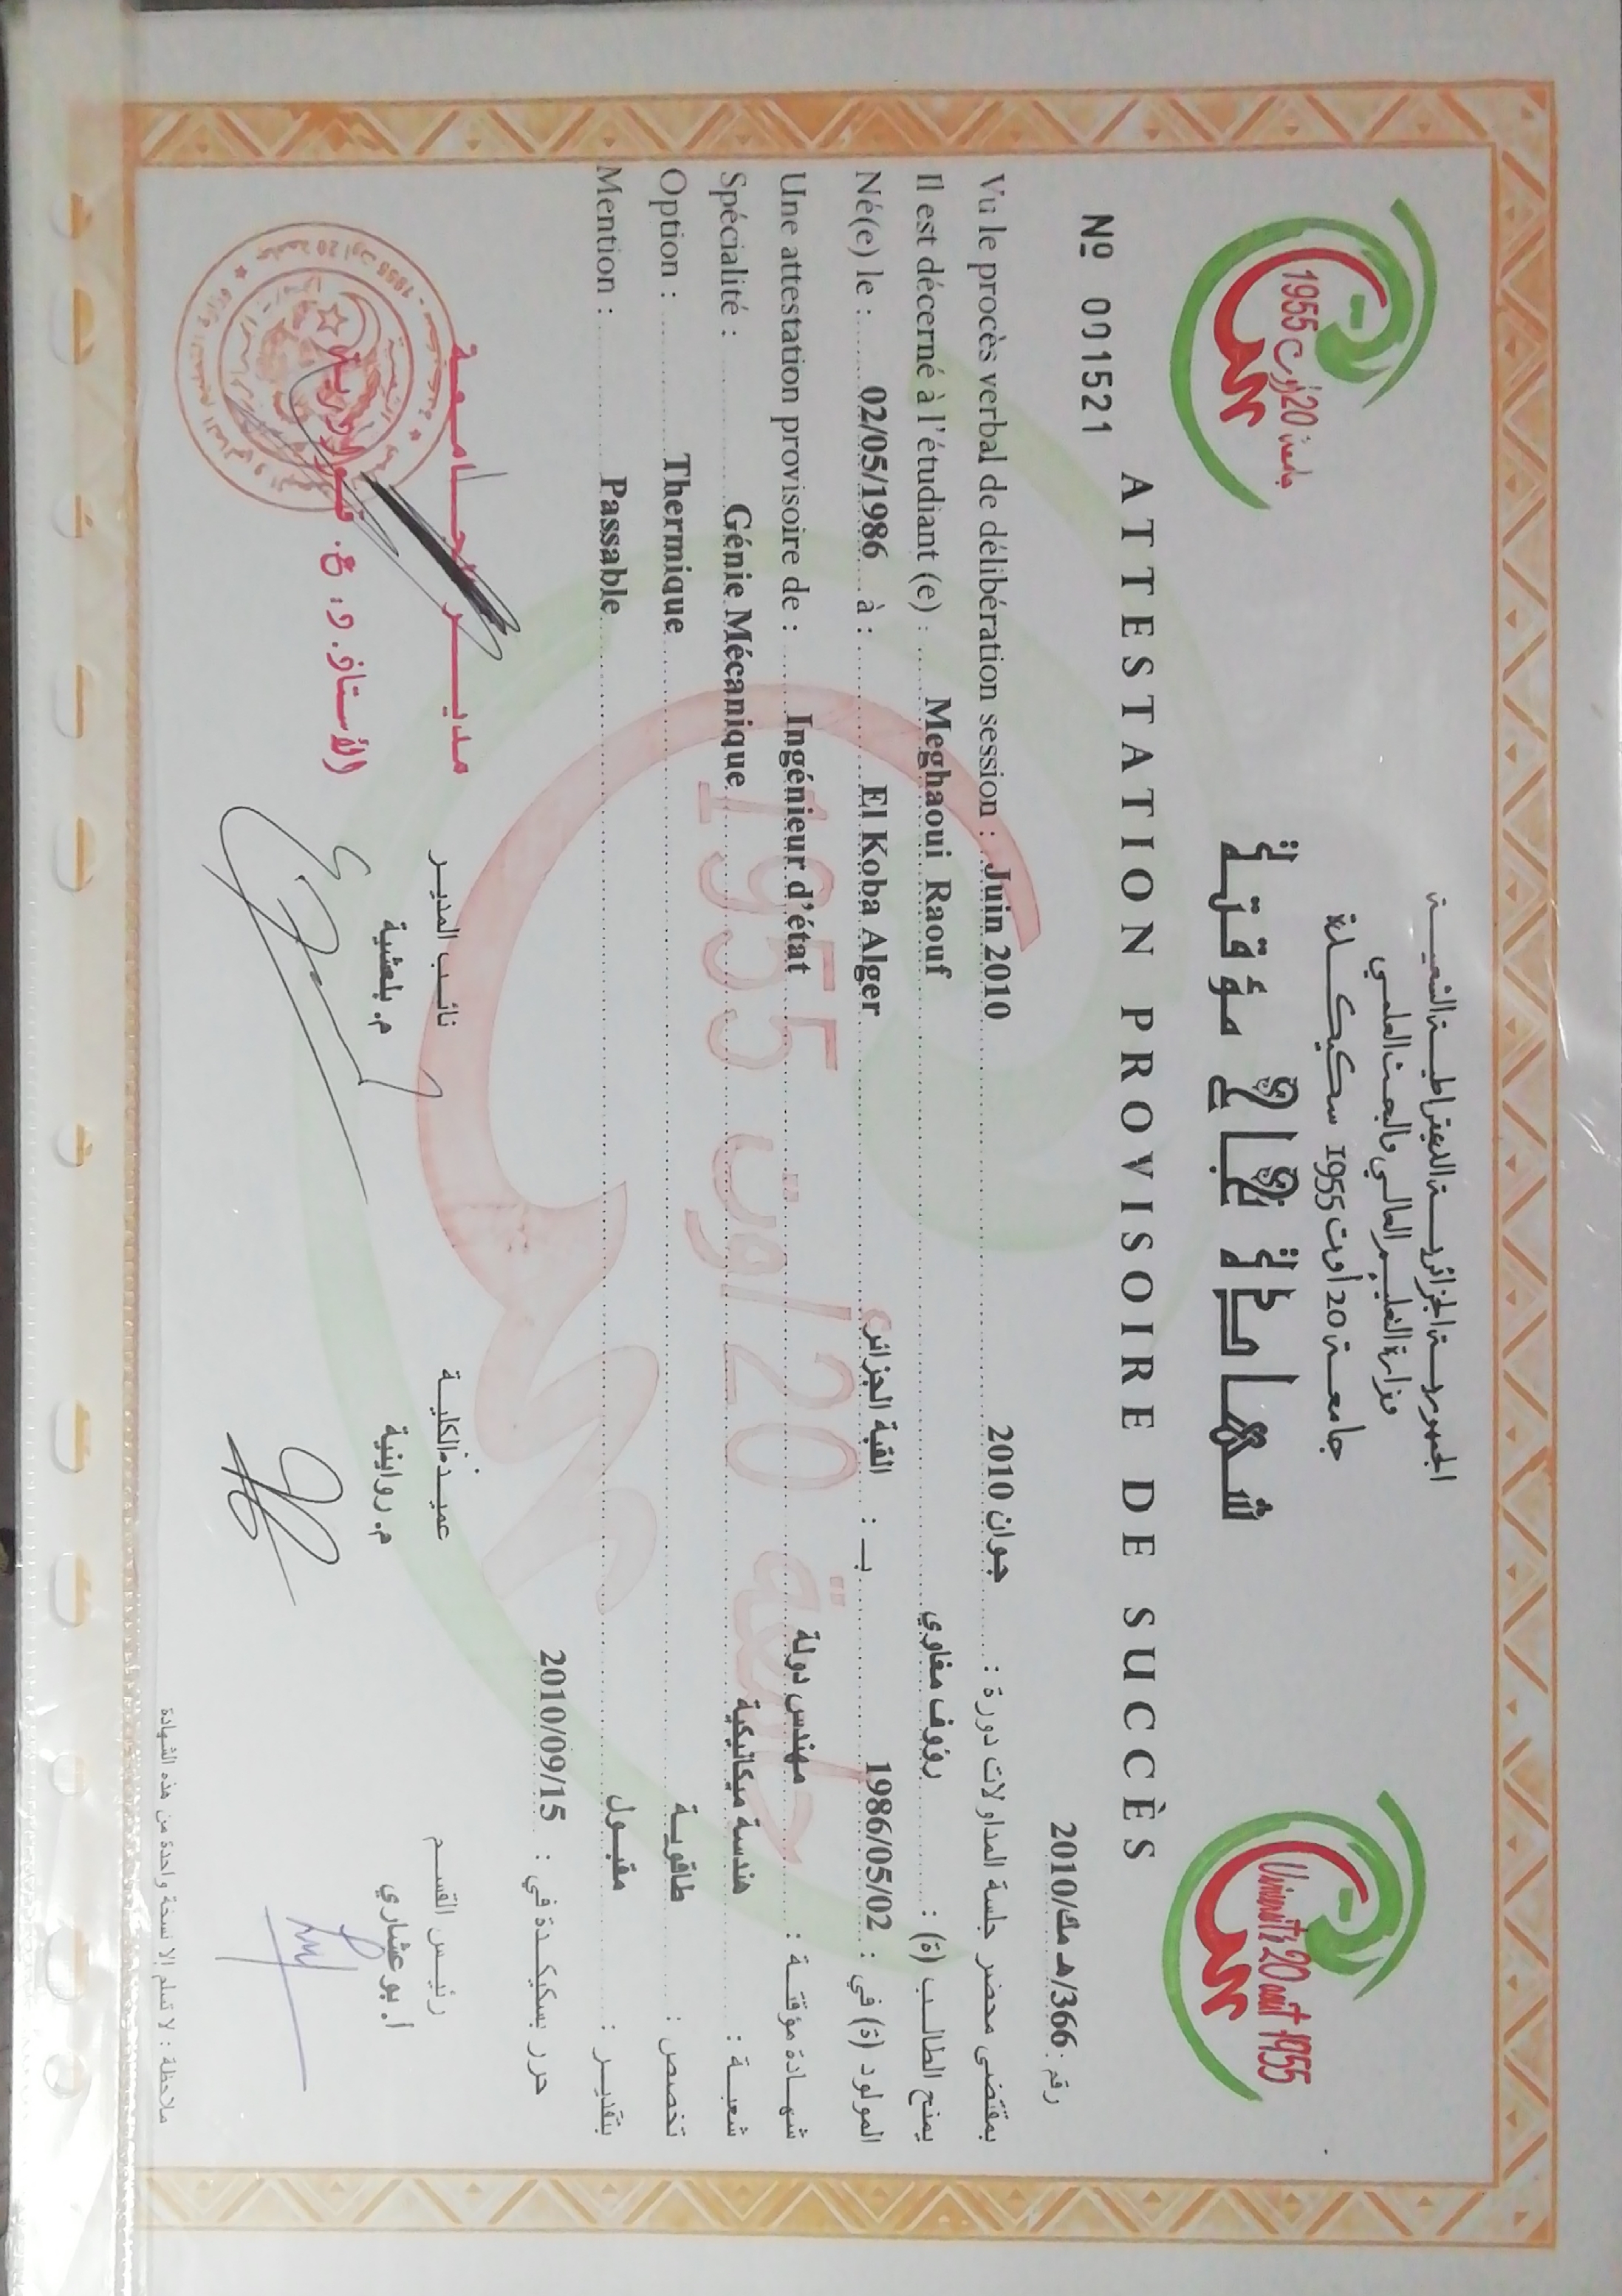 الجمهورية الجزائرية الديمقراطية الشعبية
وزارة التعليم العالي والبحث العلمي
جامعة 20 أوت 1955 سكيكدة
جامعة 20 أوت 1955
Université 20 août 1955
شهادة نجاح مؤقتة
ATTESTATION PROVISOIRE DE SUCCÈS
Nº 001521
رقم : 366/هـ مك/2010
Vu le procès verbal de délibération session : Juin 2010 بمقتضى محضر جلسة المداولات دورة : جوان 2010
Il est décerné à l'étudiant (e) : Meghaoui Raouf يمنح الطالب (ة) : رؤوف مغاوي
Né(e) le : 02/05/1986 à : El Koba Alger المولود (ة) في : 1986/05/02 بـ : القبة الجزائر
Une attestation provisoire de : Ingénieur d'état شهادة مؤقتة : مهندس دولة
Spécialité : Génie Mécanique شعبة : هندسة ميكانيكية
Option : Thermique تخصص : طاقوية
Mention : Passable بتقدير : مقبول
حرر بسكيكدة في : 2010/09/15
رئيس القسم عميد الكلية نائب المدير مدير الجامعة
أ. بوعشاري م. رواينية م. بلعشية الأستاذ. د. ع. قوادرية
جامعة 20 أوت 1955
ملاحظة : لا تسلم إلا نسخة واحدة من هذه الشهادة